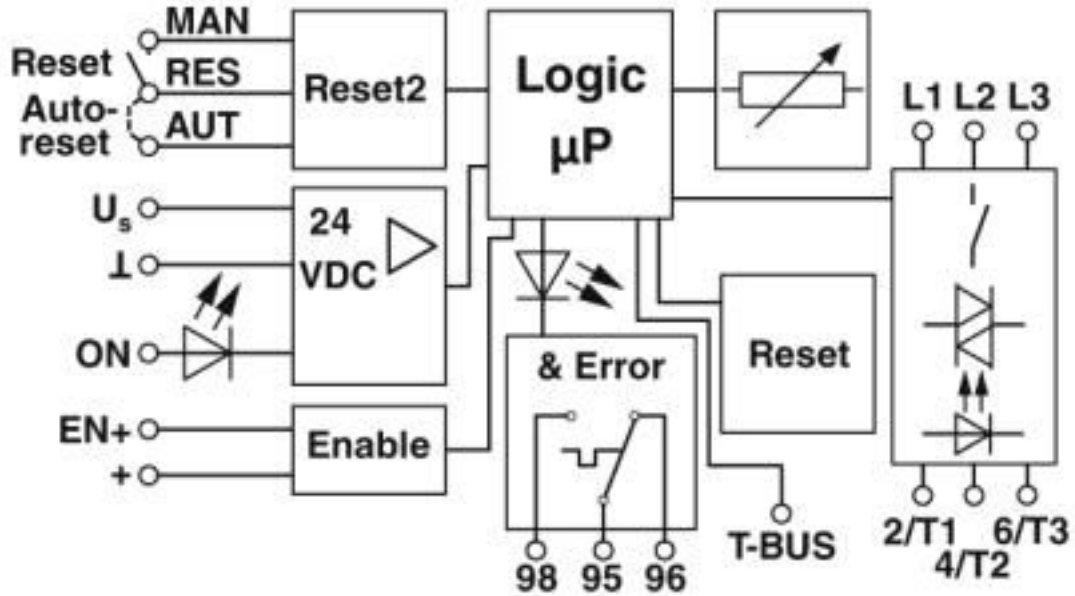 MAN
Reset
RES
Auto-
reset
AUT
Reset2
Logic
µP
L1 L2 L3
Us
⊥
24
VDC
ON
Reset
& Error
EN+
+
Enable
98 95 96
T-BUS
2/T1
4/T2
6/T3